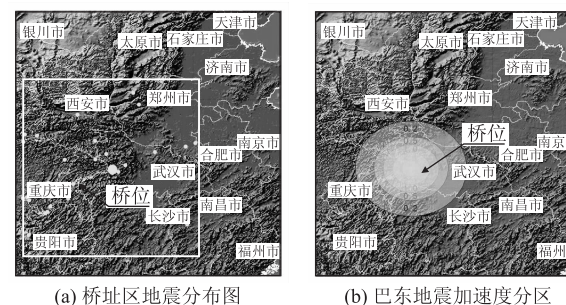 银川市
天津市
太原市
石家庄市
济南市
西安市
郑州市
南京市
合肥市
武汉市
重庆市
桥位
南昌市
长沙市
贵阳市
福州市
(a) 桥址区地震分布图
银川市
天津市
太原市
石家庄市
济南市
西安市
郑州市
桥位
南京市
合肥市
武汉市
重庆市
南昌市
长沙市
贵阳市
福州
(b) 巴东地震加速度分区